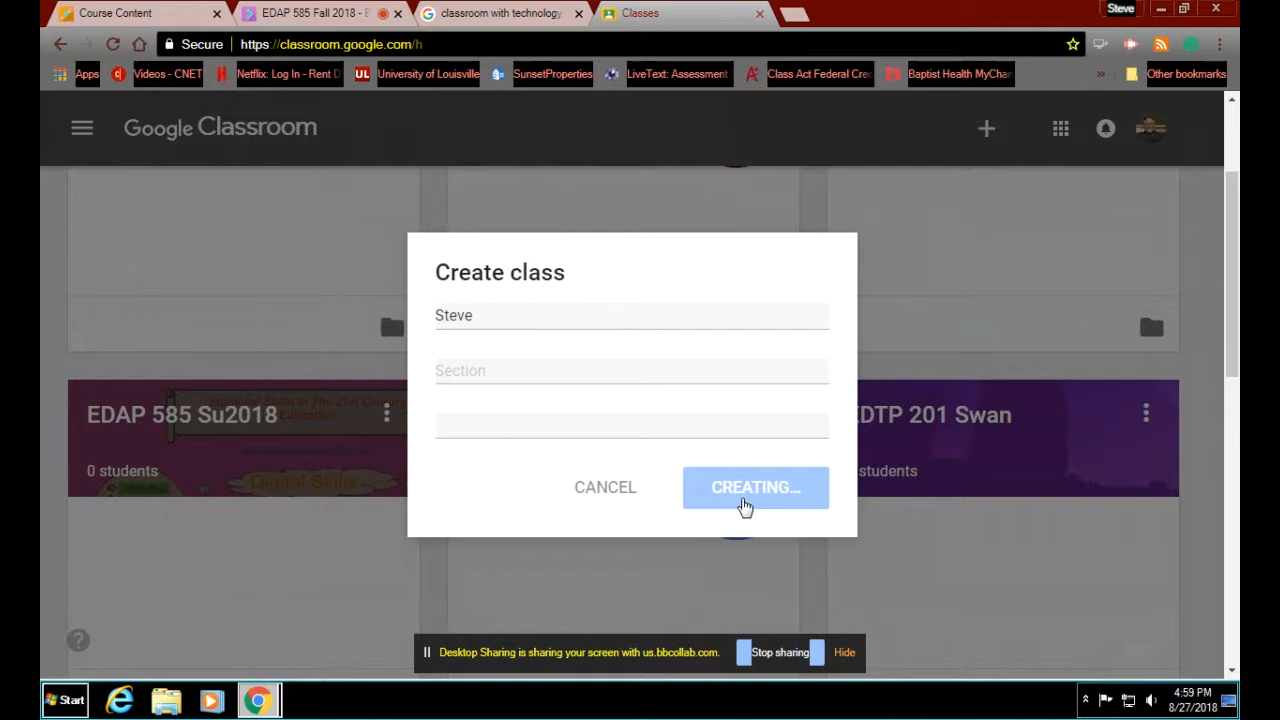 Course Content
EDAP 585 Fall 2018 - B
classroom with technology
Classes
Steve
Secure
https://classroom.google.com/h
Apps
Videos - CNET
Netflix: Log In - Rent D
University of Louisville
SunsetProperties
LiveText: Assessment
Class Act Federal Cre
Baptist Health MyChar
»
Other bookmarks
Google Classroom
Create class
Steve
Section
EDAP 585 Su2018
0 students
Digital Skills
EDTP 201 Swan
students
CANCEL
CREATING...
Desktop Sharing is sharing your screen with us.bbcollab.com.
Stop sharing
Hide
Start
4:59 PM
8/27/2018